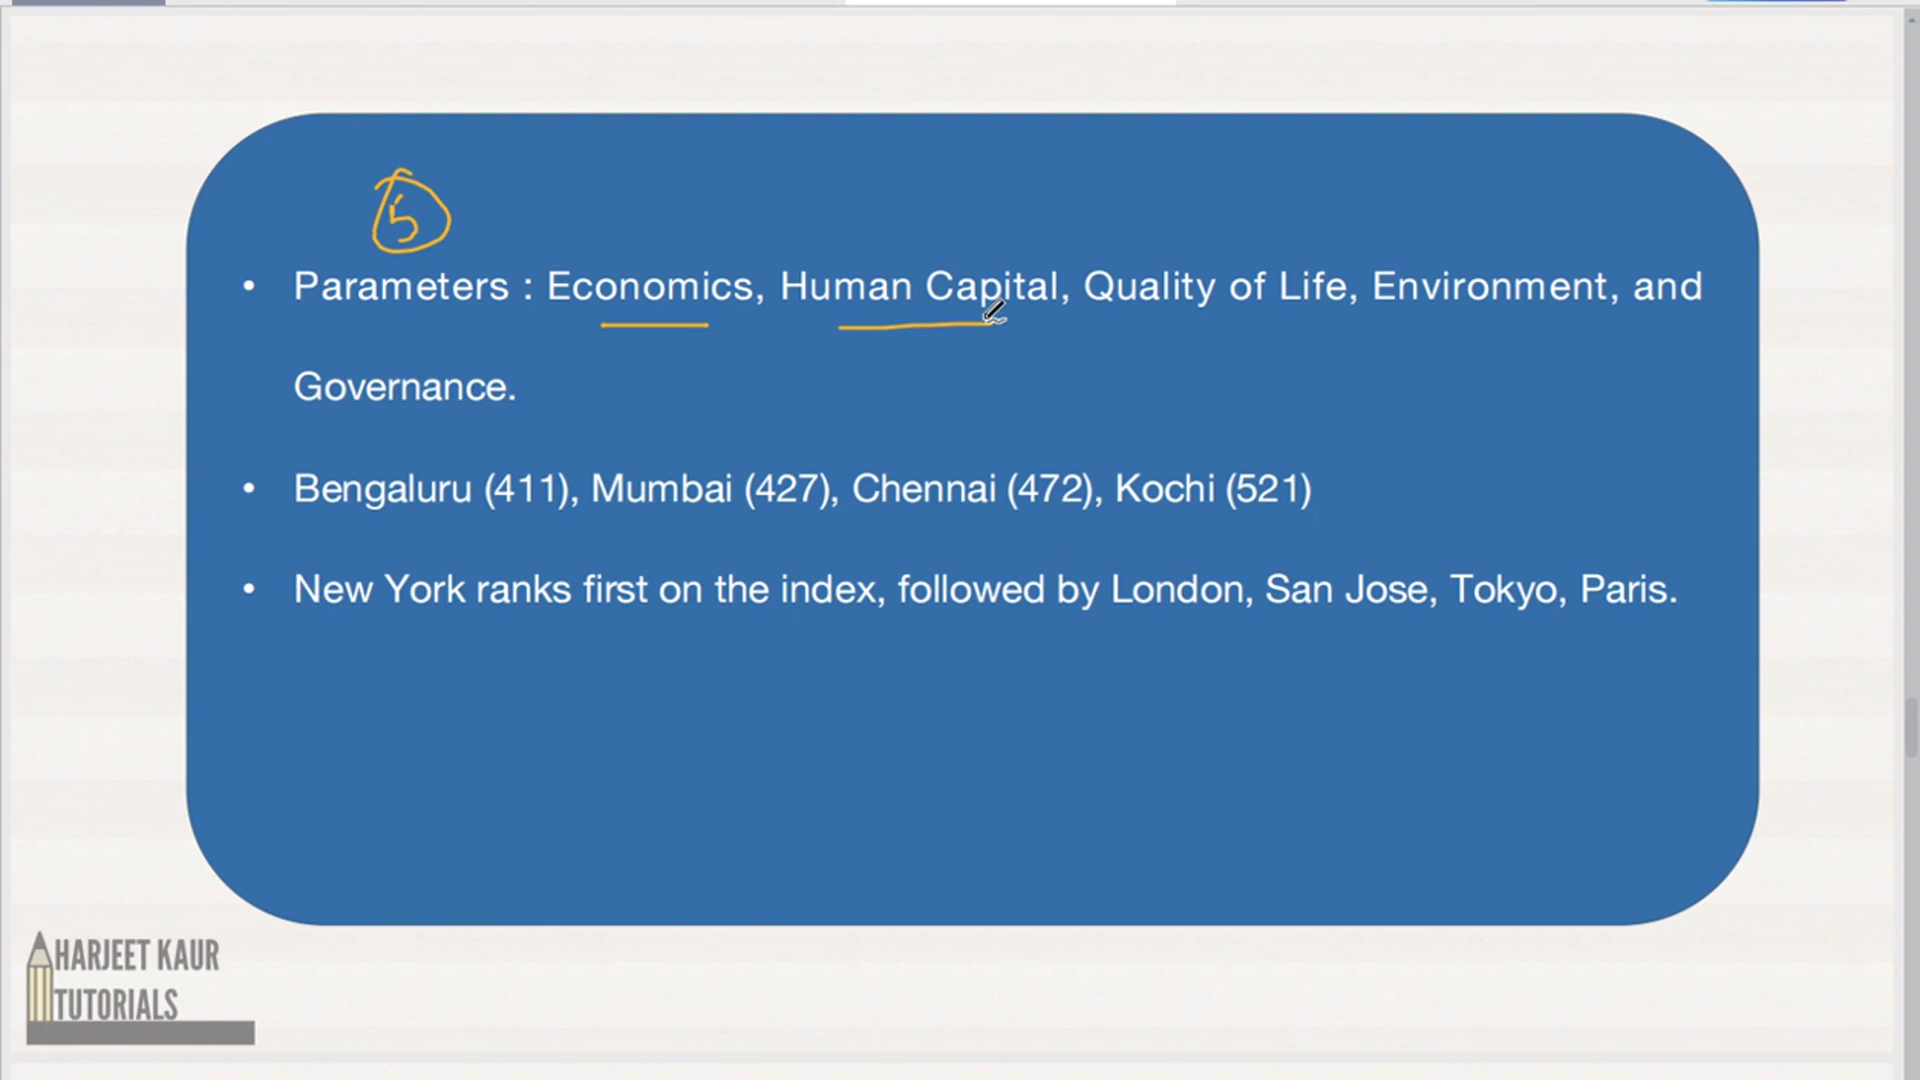 5
• Parameters : Economics, Human Capital, Quality of Life, Environment, and
Governance.
• Bengaluru (411), Mumbai (427), Chennai (472), Kochi (521)
• New York ranks first on the index, followed by London, San Jose, Tokyo, Paris.
HARJEET KAUR
TUTORIALS